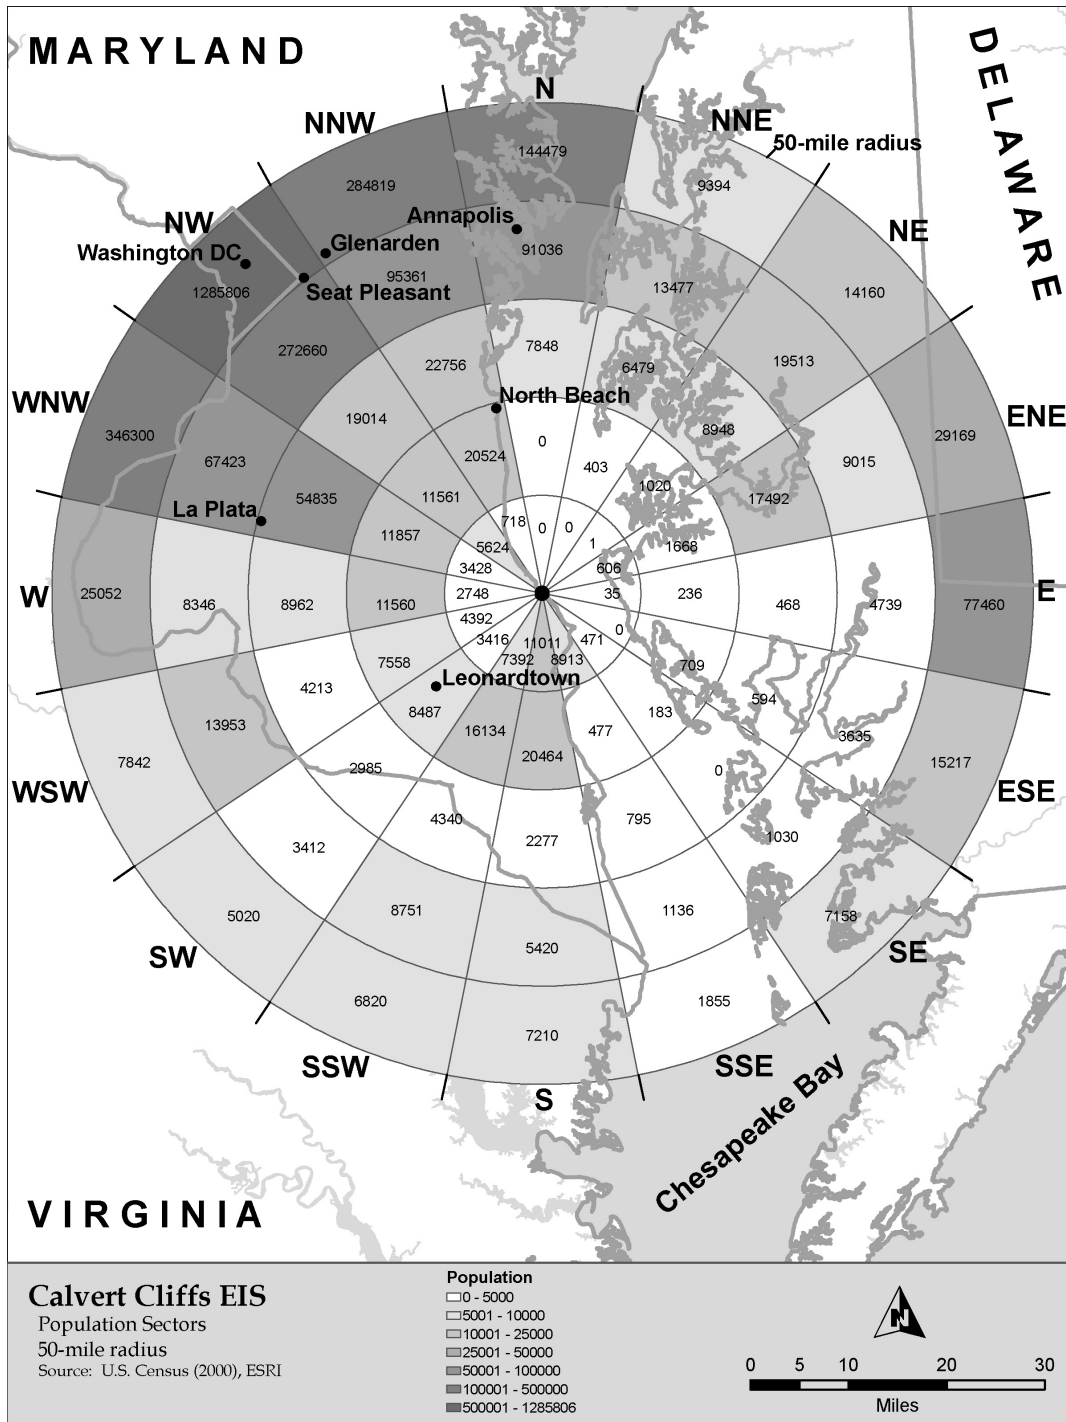 MARYLAND
DELAWARE
N
NNW
NNE
50-mile radius
144479
284819
9394
NW
Annapolis
NE
Washington DC
Glenarden
91036
95361
13477
14160
1285806
Seat Pleasant
272660
7848
22756
6479
19513
WNW
North Beach
ENE
19014
8948
346300
0
29169
67423
20524
403
9015
54835
11561
1020
17492
La Plata
718
0
0
11857
5624
1
1668
3428
606
W
25052
8346
8962
11560
2748
35
236
468
4739
77460
E
4392
0
3416
11011
471
7558
7392
8913
709
Leonardtown
4213
594
8487
183
13953
16134
477
3635
7842
20464
15217
2985
0
WSW
ESE
4340
795
3412
2277
1030
5020
8751
1136
7158
SW
5420
SE
6820
1855
7210
SSW
SSE
S
Chesapeake Bay
VIRGINIA
Calvert Cliffs EIS
Population Sectors
50-mile radius
Source: U.S. Census (2000), ESRI
Population
0 - 5000
5001 - 10000
10001 - 25000
25001 - 50000
50001 - 100000
100001 - 500000
500001 - 1285806
N
0 5 10 20 30
Miles